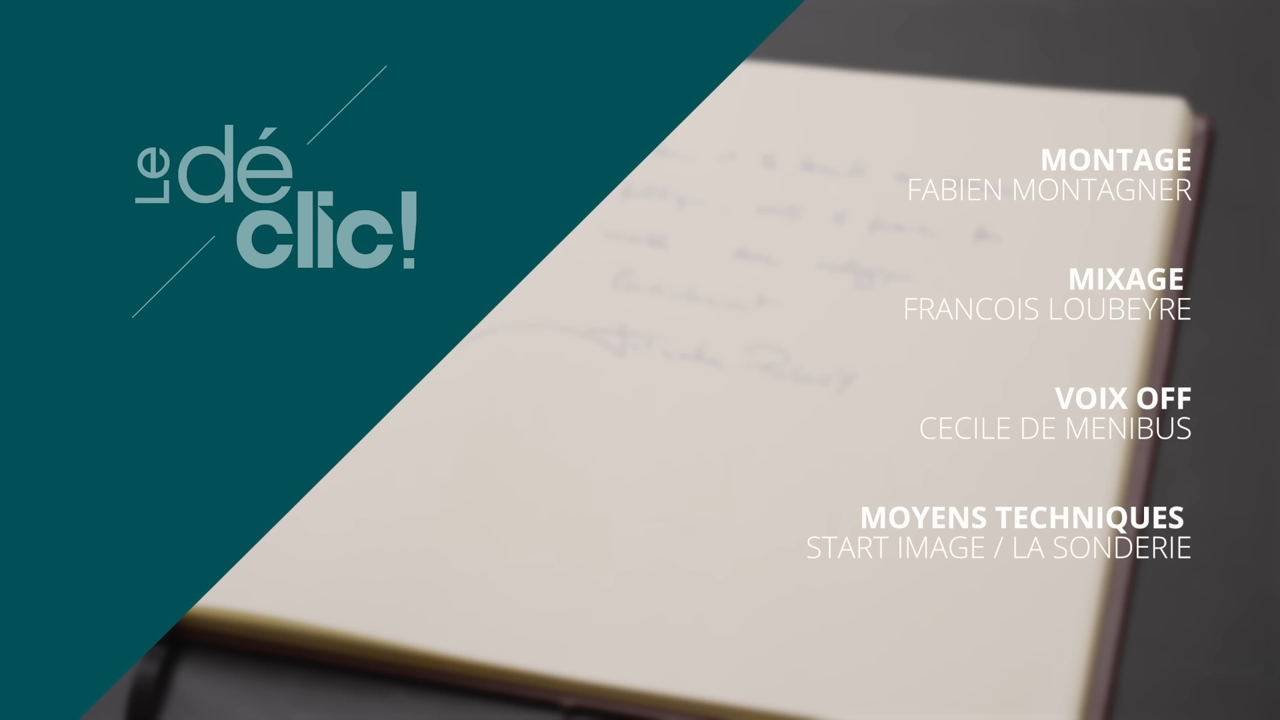 Le dé
clic!
MONTAGE
FABIEN MONTAGNER
MIXAGE
FRANCOIS LOUBEYRE
VOIX OFF
CECILE DE MENIBUS
MOYENS TECHNIQUES
START IMAGE / LA SONDERIE